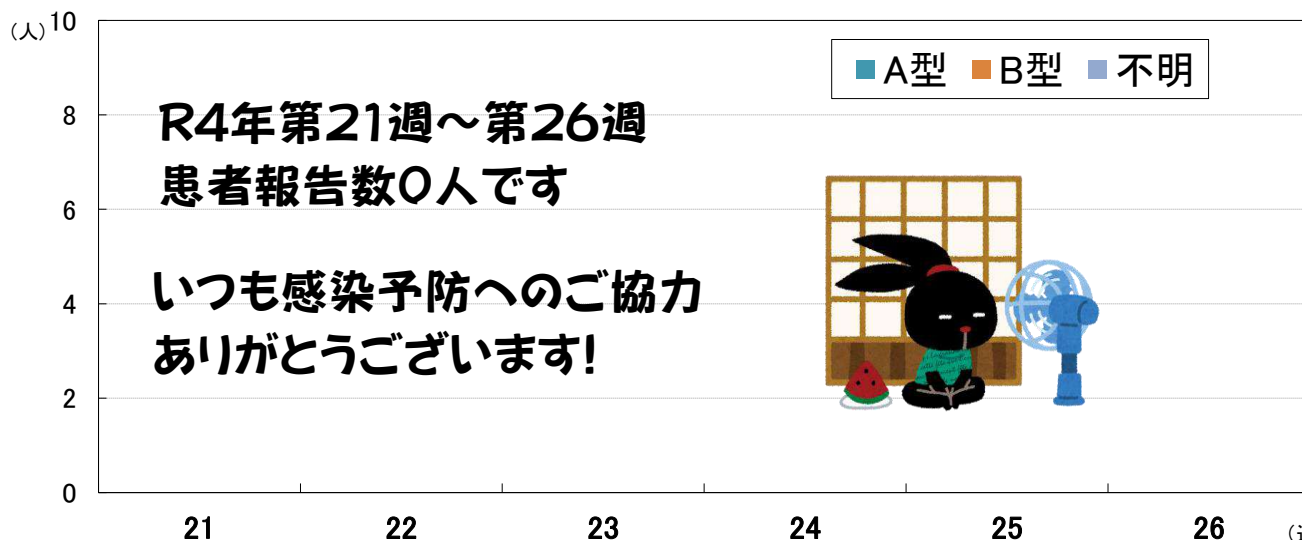 (人)
10
8
6
4
2
0
A型 B型 不明
R4年第21週～第26週
患者報告数0人です
いつも感染予防へのご協力
ありがとうございます!
21 22 23 24 25 26